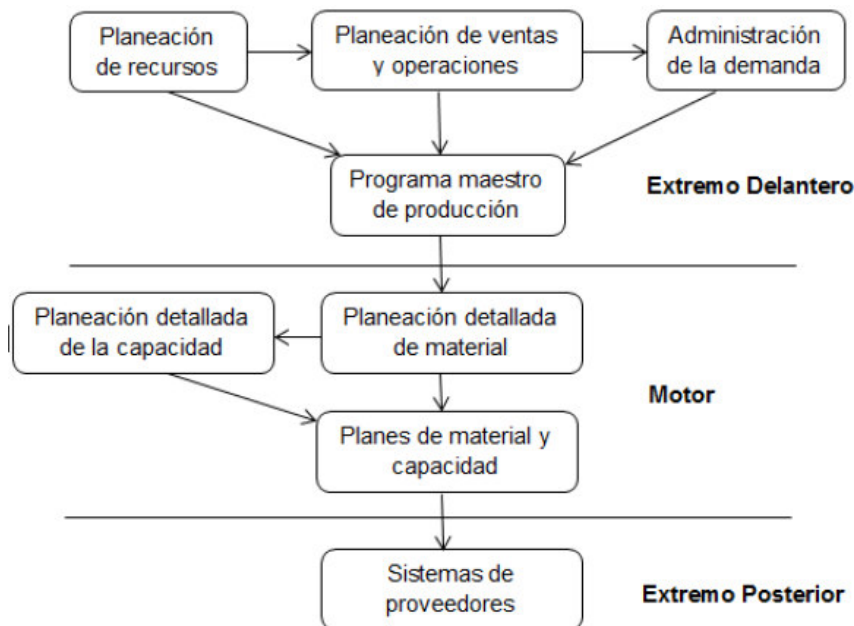 Planeación
de recursos
Planeación de ventas
y operaciones
Administración
de la demanda
Programa maestro
de producción
Extremo Delantero
Planeación detallada
de la capacidad
Planeación detallada
de material
Motor
Planes de material y
capacidad
Sistemas de
proveedores
Extremo Posterior